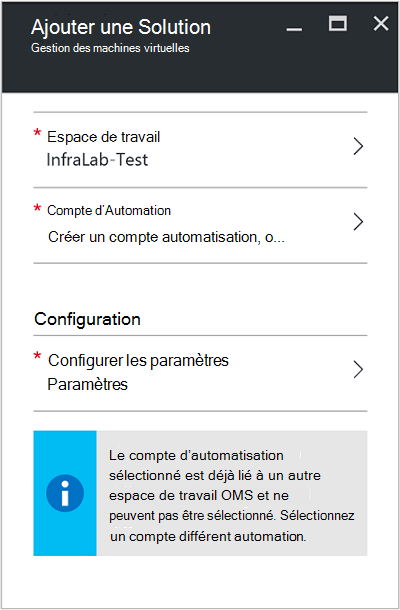 Ajouter une Solution
Gestion des machines virtuelles
* Espace de travail
InfraLab-Test
* Compte d'Automation
Créer un compte automatisation, o...
Configuration
* Configurer les paramètres
Paramètres
Le compte d'automatisation
sélectionné est déjà lié à un autre
espace de travail OMS et ne
peuvent pas être sélectionné. Sélectionnez
un compte différent automation.